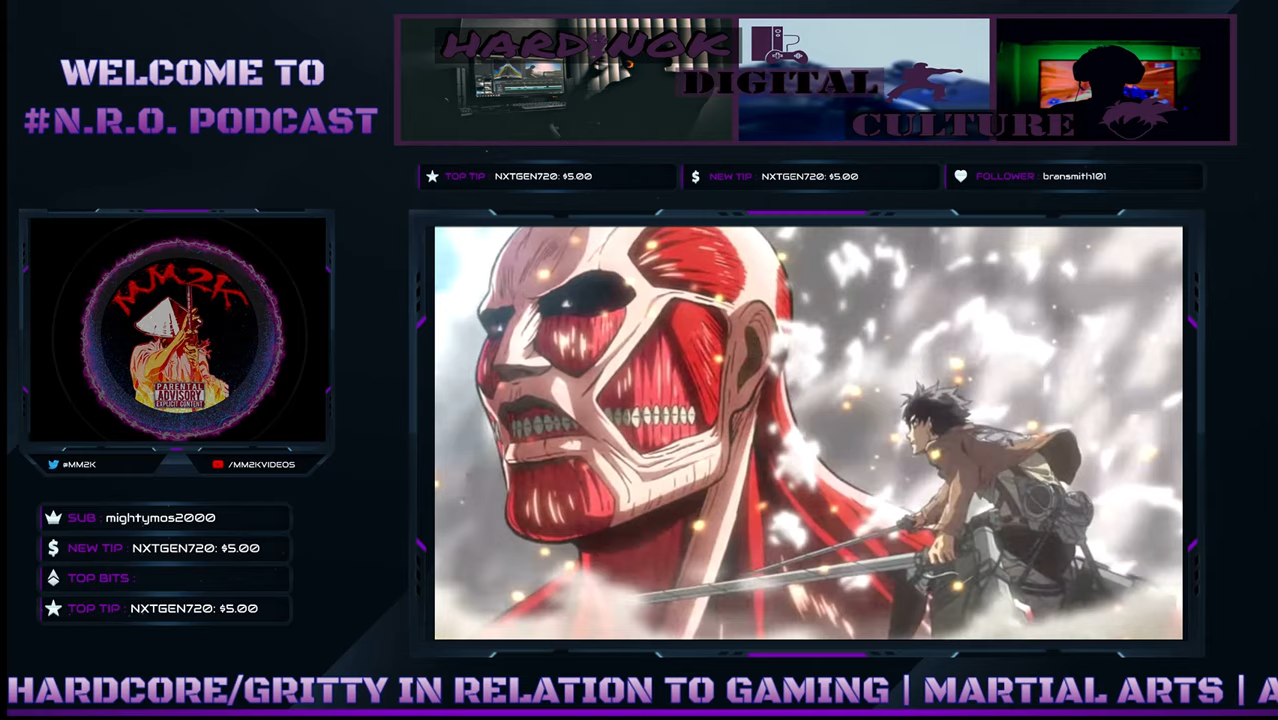 WELCOME TO
#N.R.O. PODCAST
HARD2NOK
DIGITAL
CULTURE
TOP TIP : NXTGEN720: $5.00
NEW TIP : NXTGEN720: $5.00
FOLLOWER : bransmith101
MM2K
PARENTAL
ADVISORY
EXPLICIT CONTENT
@MM2K
/MM2KVIDEOS
SUB : mightymos2000
NEW TIP : NXTGEN720: $5.00
TOP BITS :
TOP TIP : NXTGEN720: $5.00
HARDCORE/GRITTY IN RELATION TO GAMING | MARTIAL ARTS | A